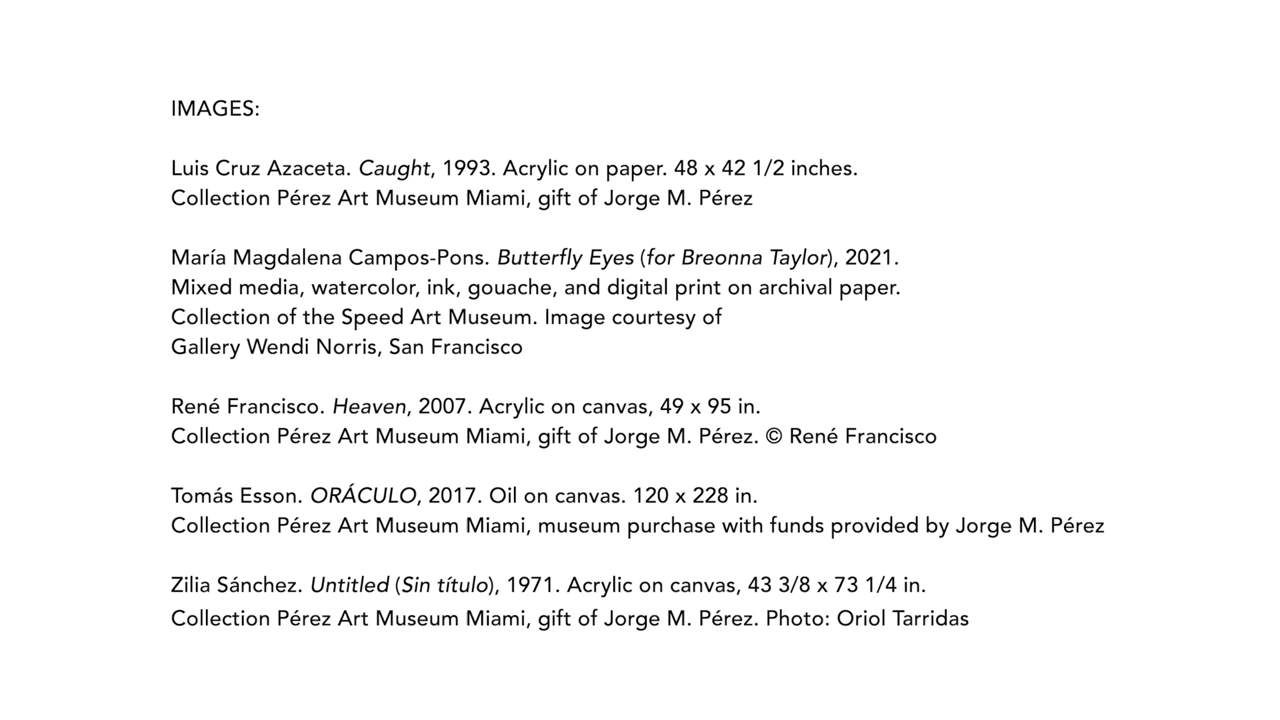 IMAGES:
Luis Cruz Azaceta. Caught, 1993. Acrylic on paper. 48 x 42 1/2 inches.
Collection Pérez Art Museum Miami, gift of Jorge M. Pérez
María Magdalena Campos-Pons. Butterfly Eyes (for Breonna Taylor), 2021.
Mixed media, watercolor, ink, gouache, and digital print on archival paper.
Collection of the Speed Art Museum. Image courtesy of
Gallery Wendi Norris, San Francisco
René Francisco. Heaven, 2007. Acrylic on canvas, 49 x 95 in.
Collection Pérez Art Museum Miami, gift of Jorge M. Pérez. © René Francisco
Tomás Esson. ORÁCULO, 2017. Oil on canvas. 120 x 228 in.
Collection Pérez Art Museum Miami, museum purchase with funds provided by Jorge M. Pérez
Zilia Sánchez. Untitled (Sin título), 1971. Acrylic on canvas, 43 3/8 x 73 1/4 in.
Collection Pérez Art Museum Miami, gift of Jorge M. Pérez. Photo: Oriol Tarridas